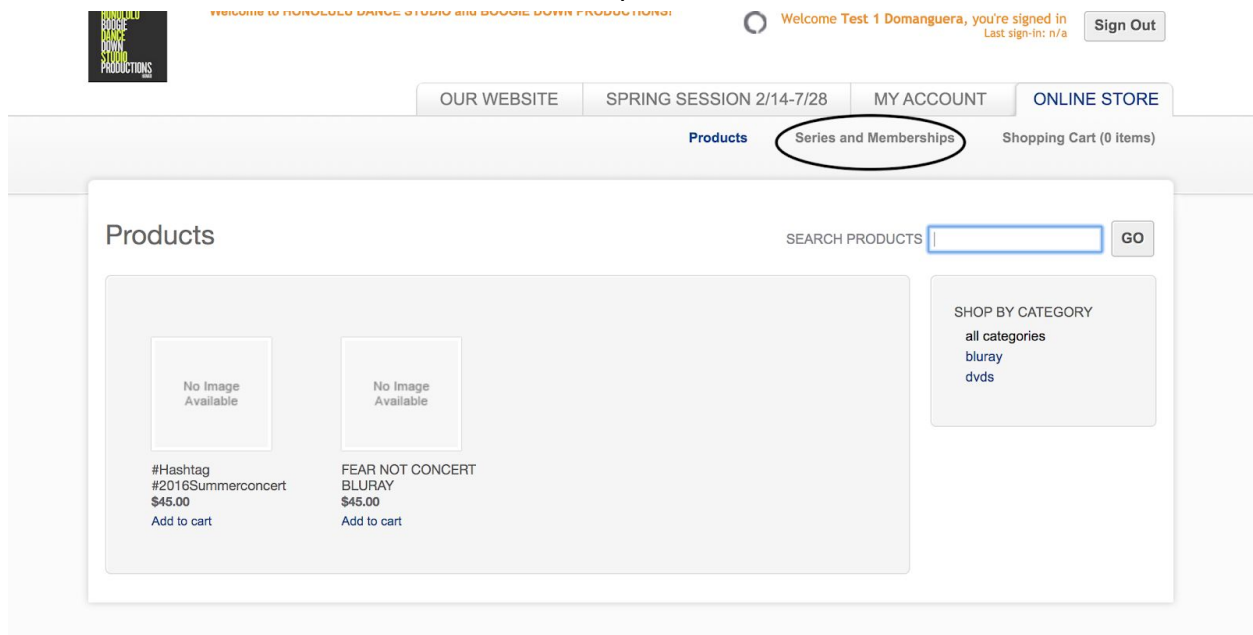 HONOLULU
BOOGIE
DANCE
DOWN
STUDIO
PRODUCTIONS
Welcome to HONOLULU DANCE STUDIO and BOOGIE DOWN PRODUCTIONS!
Welcome Test 1 Domanguera, you're signed in
Last sign-in: n/a
Sign Out
OUR WEBSITE
SPRING SESSION 2/14-7/28
MY ACCOUNT
ONLINE STORE
Products
Series and Memberships
Shopping Cart (0 items)
Products
SEARCH PRODUCTS
GO
No Image
Available
No Image
Available
#Hashtag
#2016Summerconcert
$45.00
Add to cart
FEAR NOT CONCERT
BLURAY
$45.00
Add to cart
SHOP BY CATEGORY
all categories
bluray
dvds